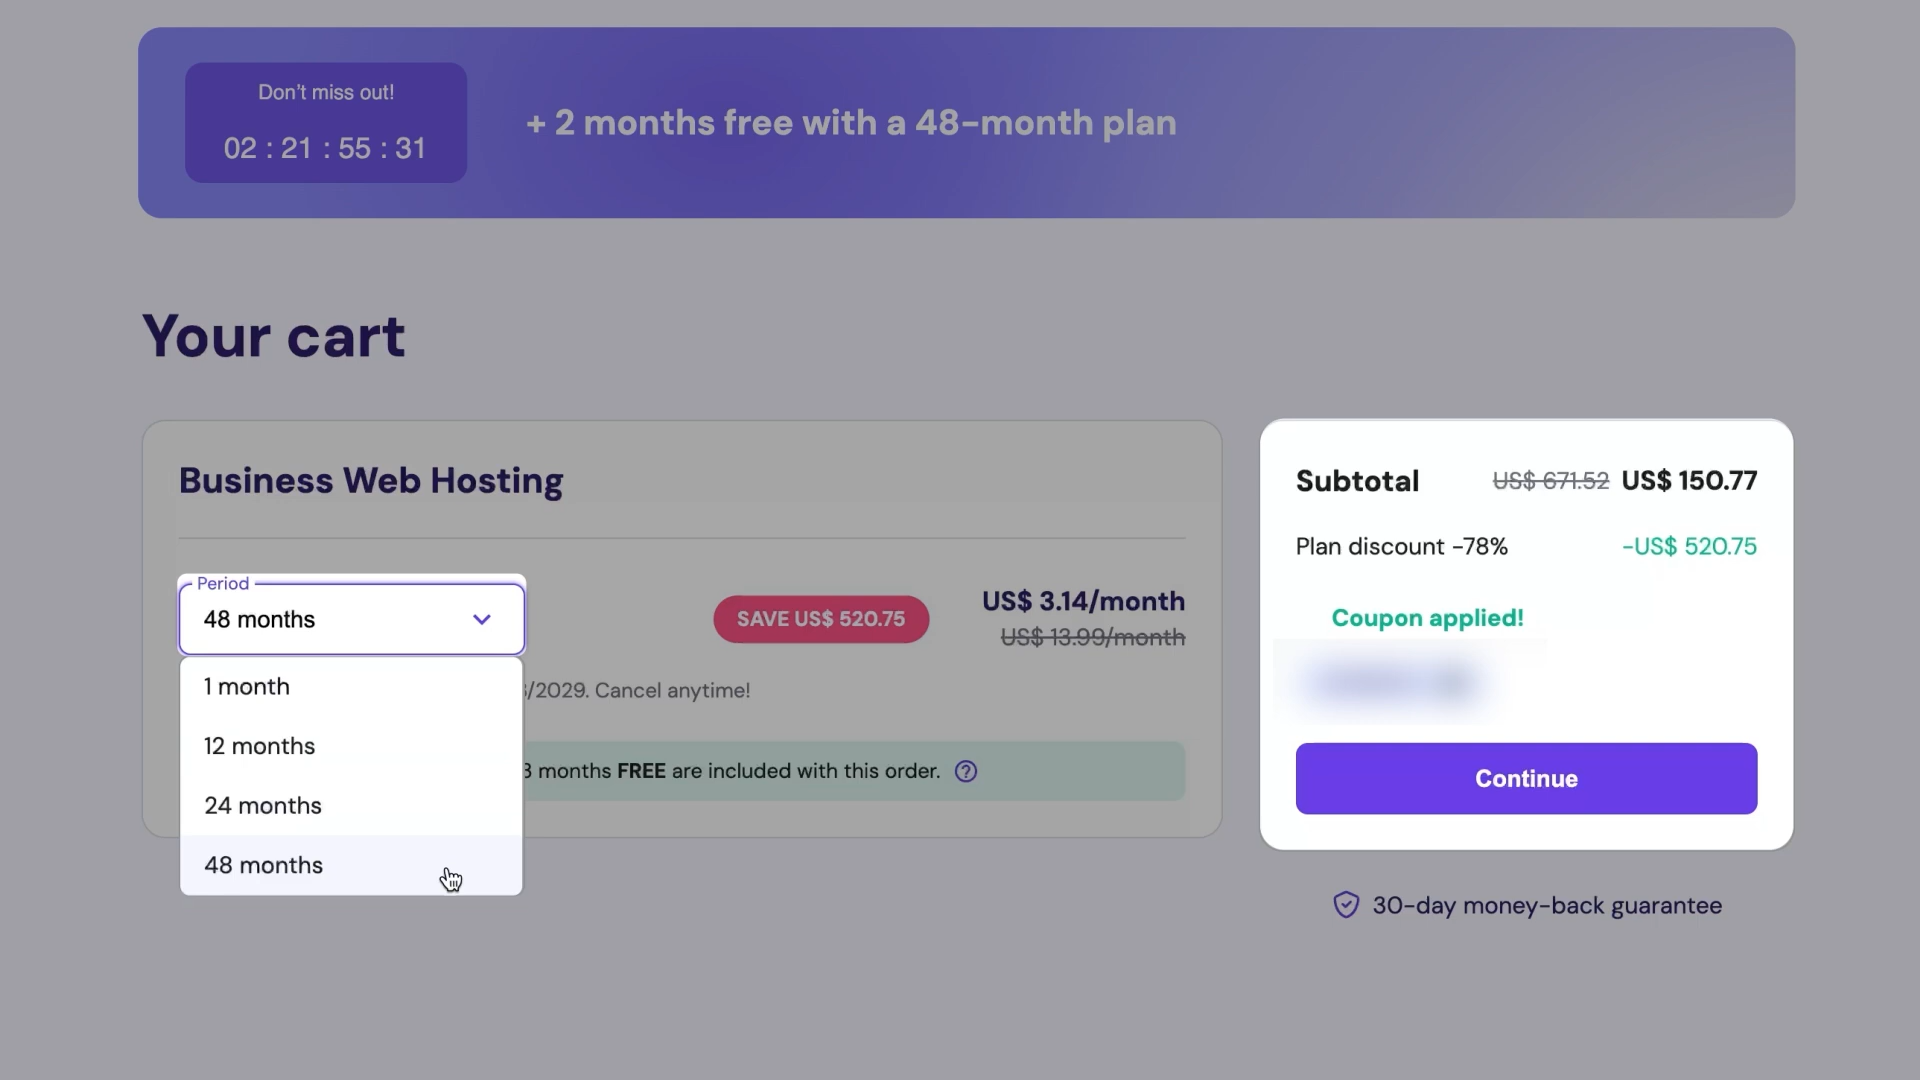 Don't miss out!
02 : 21 : 55 : 31
+ 2 months free with a 48-month plan
Your cart
Business Web Hosting
Period
48 months
1 month
12 months
24 months
48 months
SAVE US$ 520.75
US$ 3.14/month
US$ 13.99/month
/2029. Cancel anytime!
3 months FREE are included with this order.
Subtotal US$ 671.52 US$ 150.77
Plan discount -78% -US$ 520.75
Coupon applied!
Continue
30-day money-back guarantee